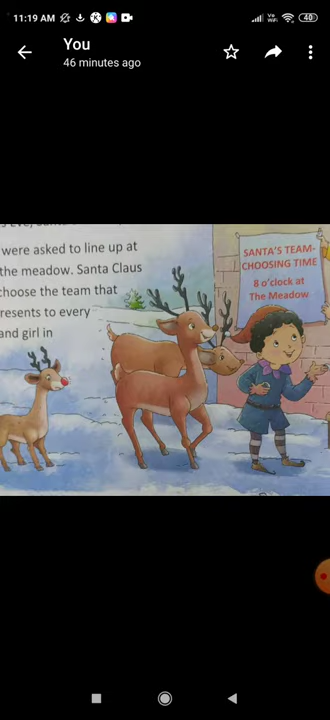 11:19 AM
40
You
46 minutes ago
were asked to line up at
the meadow. Santa Claus
choose the team that
resents to every
and girl in
SANTA'S TEAM-
CHOOSING TIME
8 o'clock at
The Meadow